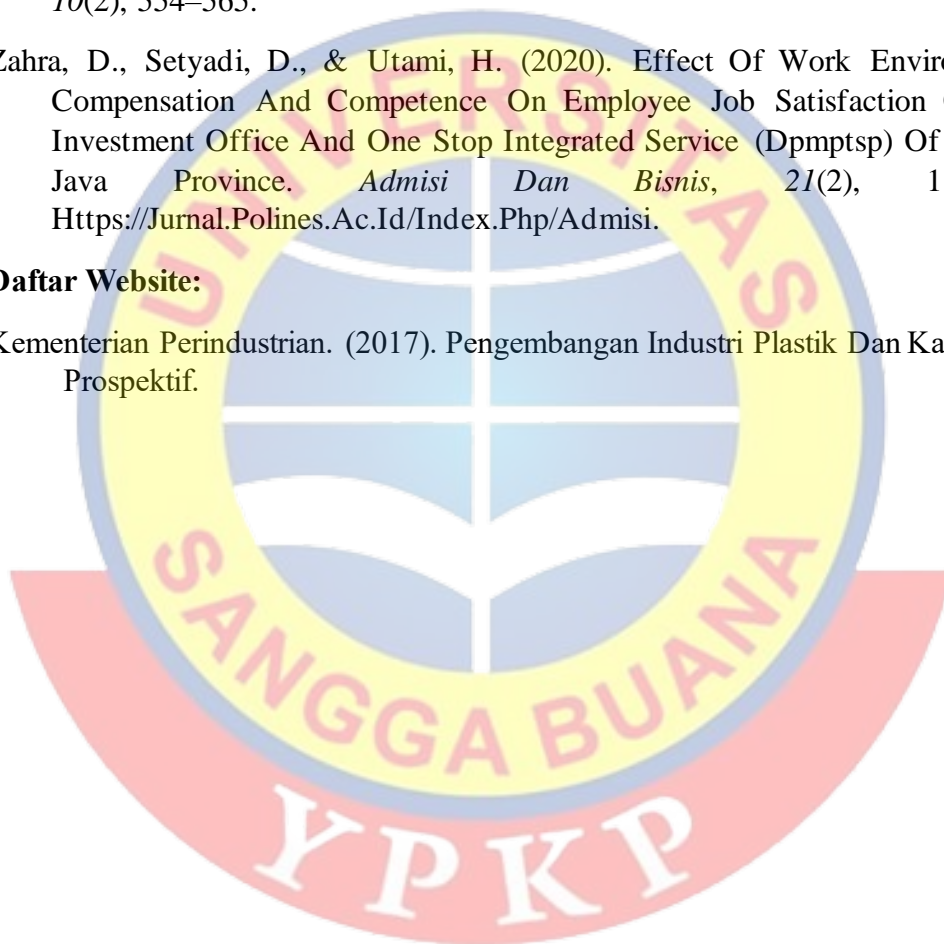 10(2),
Zahra, D., Setyadi, D., & Utami, H. (2020). Effect Of Work Enviro
Compensation And Competence On Employee Job Satisfaction
Investment Office And One Stop Integrated Service (Dpmptsp) Of
Java Province. Admisi Dan Bisnis, 21(2), 1
Https://Jurnal.Polines.Ac.Id/Index.Php/Admisi.
Daftar Website:
Kementerian Perindustrian. (2017). Pengembangan Industri Plastik Dan Ka
Prospektif.
UNIVERSITAS
SANGGA BUANA
YPKP